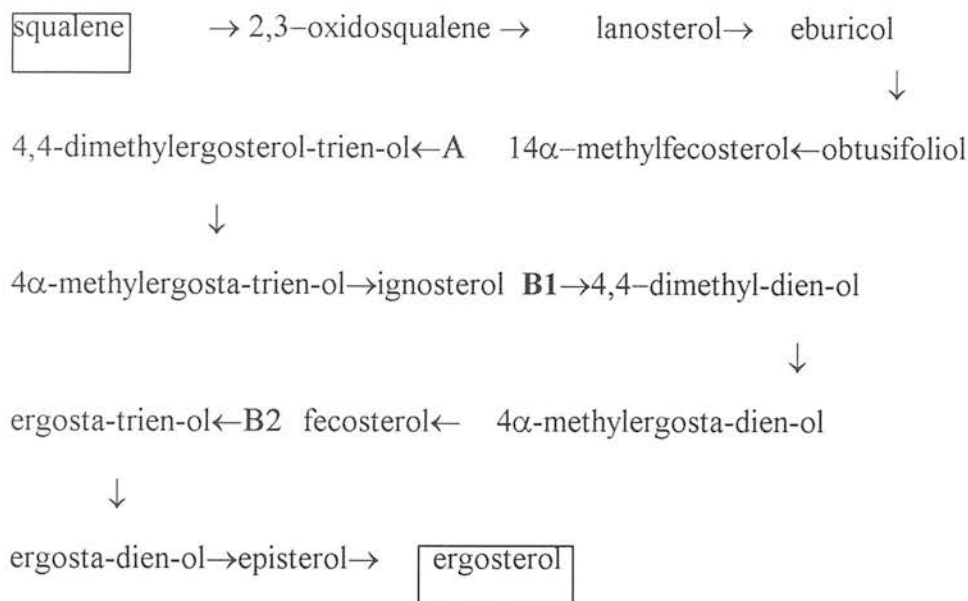 squalene → 2,3–oxidosqualene → lanosterol→ eburicol
↓
4,4-dimethylergosterol-trien-ol←A 14α–methylfecosterol←obtusifoliol
↓
4α-methylergosta-trien-ol→ignosterol B1→4,4–dimethyl-dien-ol
↓
ergosta-trien-ol←B2 fecosterol← 4α-methylergosta-dien-ol
↓
ergosta-dien-ol→episterol→ ergosterol